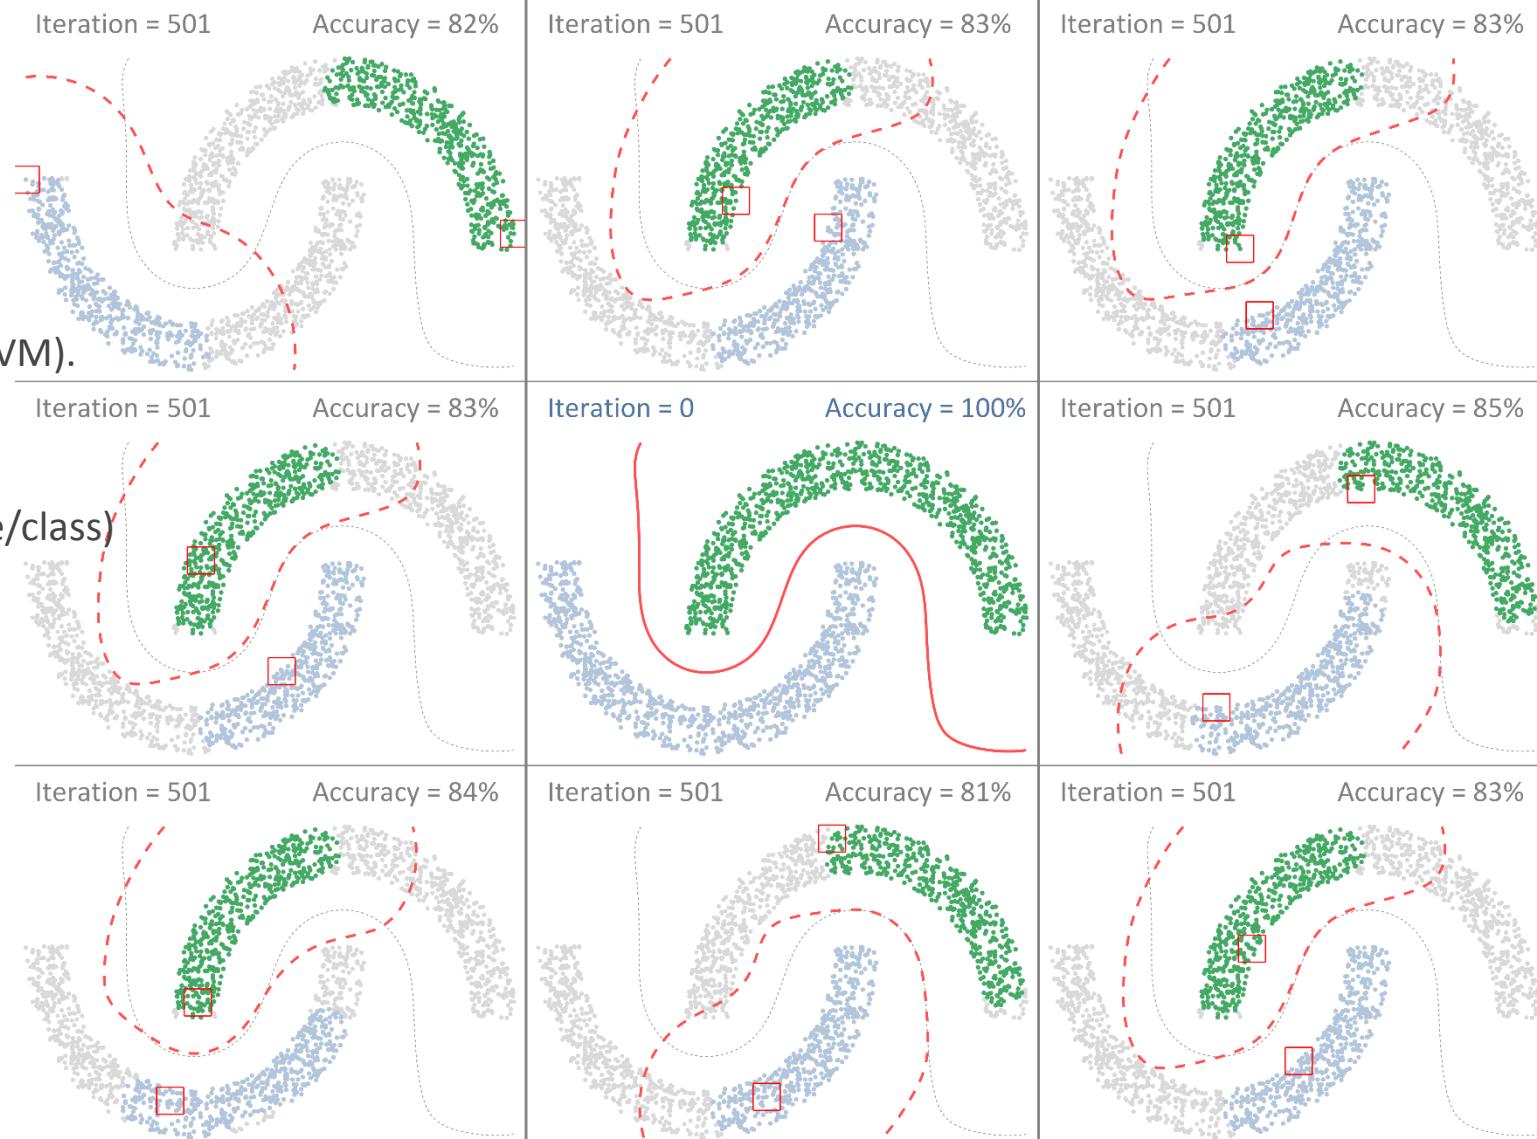 Iteration = 501 Accuracy = 82%
Iteration = 501 Accuracy = 83%
Iteration = 501 Accuracy = 83%
VM).
Iteration = 501 Accuracy = 83%
Iteration = 0 Accuracy = 100%
Iteration = 501 Accuracy = 85%
e/class)
Iteration = 501 Accuracy = 84%
Iteration = 501 Accuracy = 81%
Iteration = 501 Accuracy = 83%